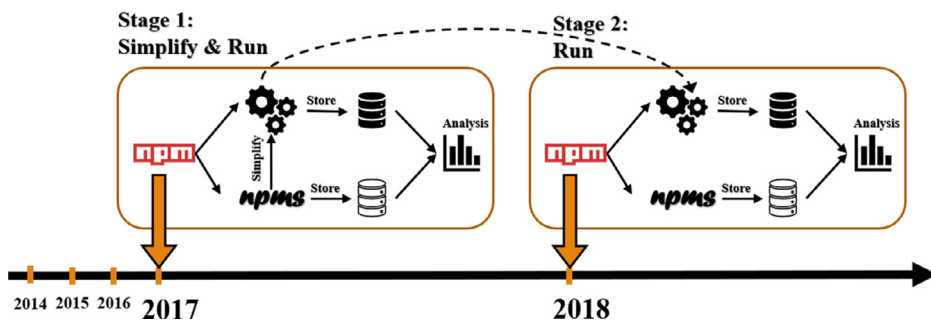 Stage 1:
Simplify & Run
Stage 2:
Run
npm
Simplify
Store
Analysis
npms
Store
npm
Store
Analysis
npms
Store
2014
2015
2016
2017
2018